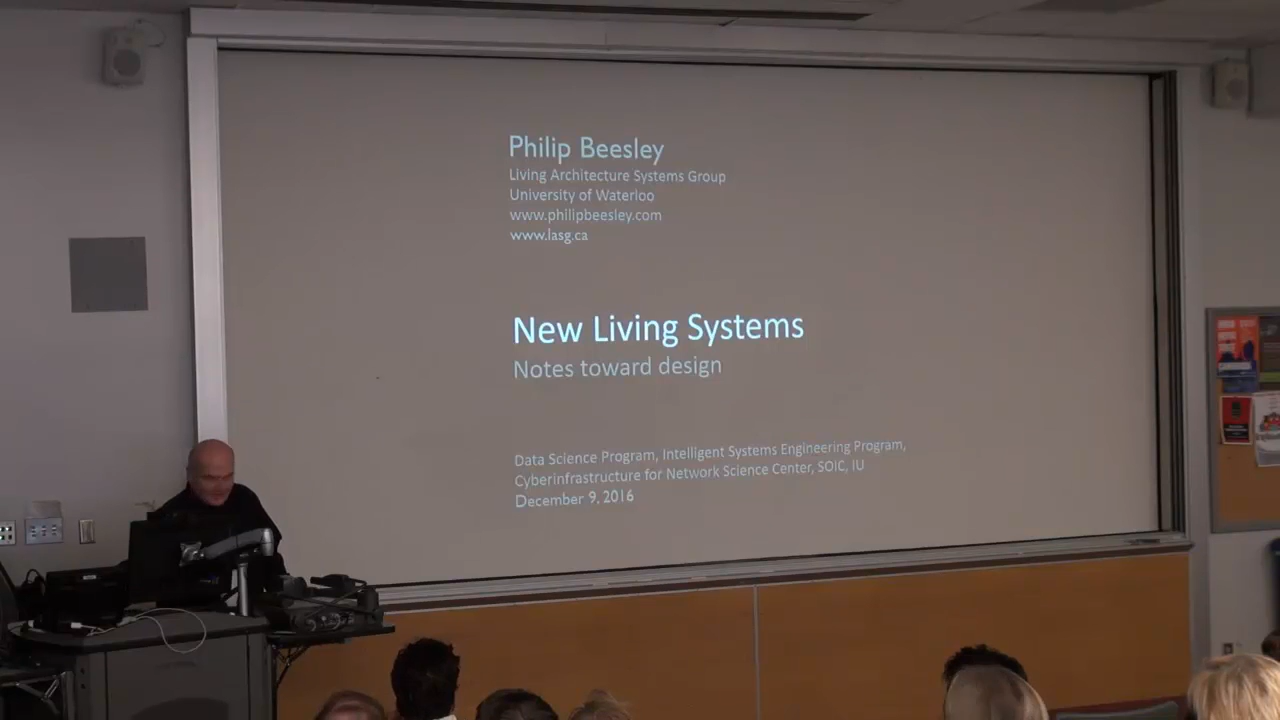 Philip Beesley
Living Architecture Systems Group
University of Waterloo
www.philipbeesley.com
www.lasg.ca
New Living Systems
Notes toward design
Data Science Program, Intelligent Systems Engineering Program,
Cyberinfrastructure for Network Science Center, SOIC, IU
December 9, 2016